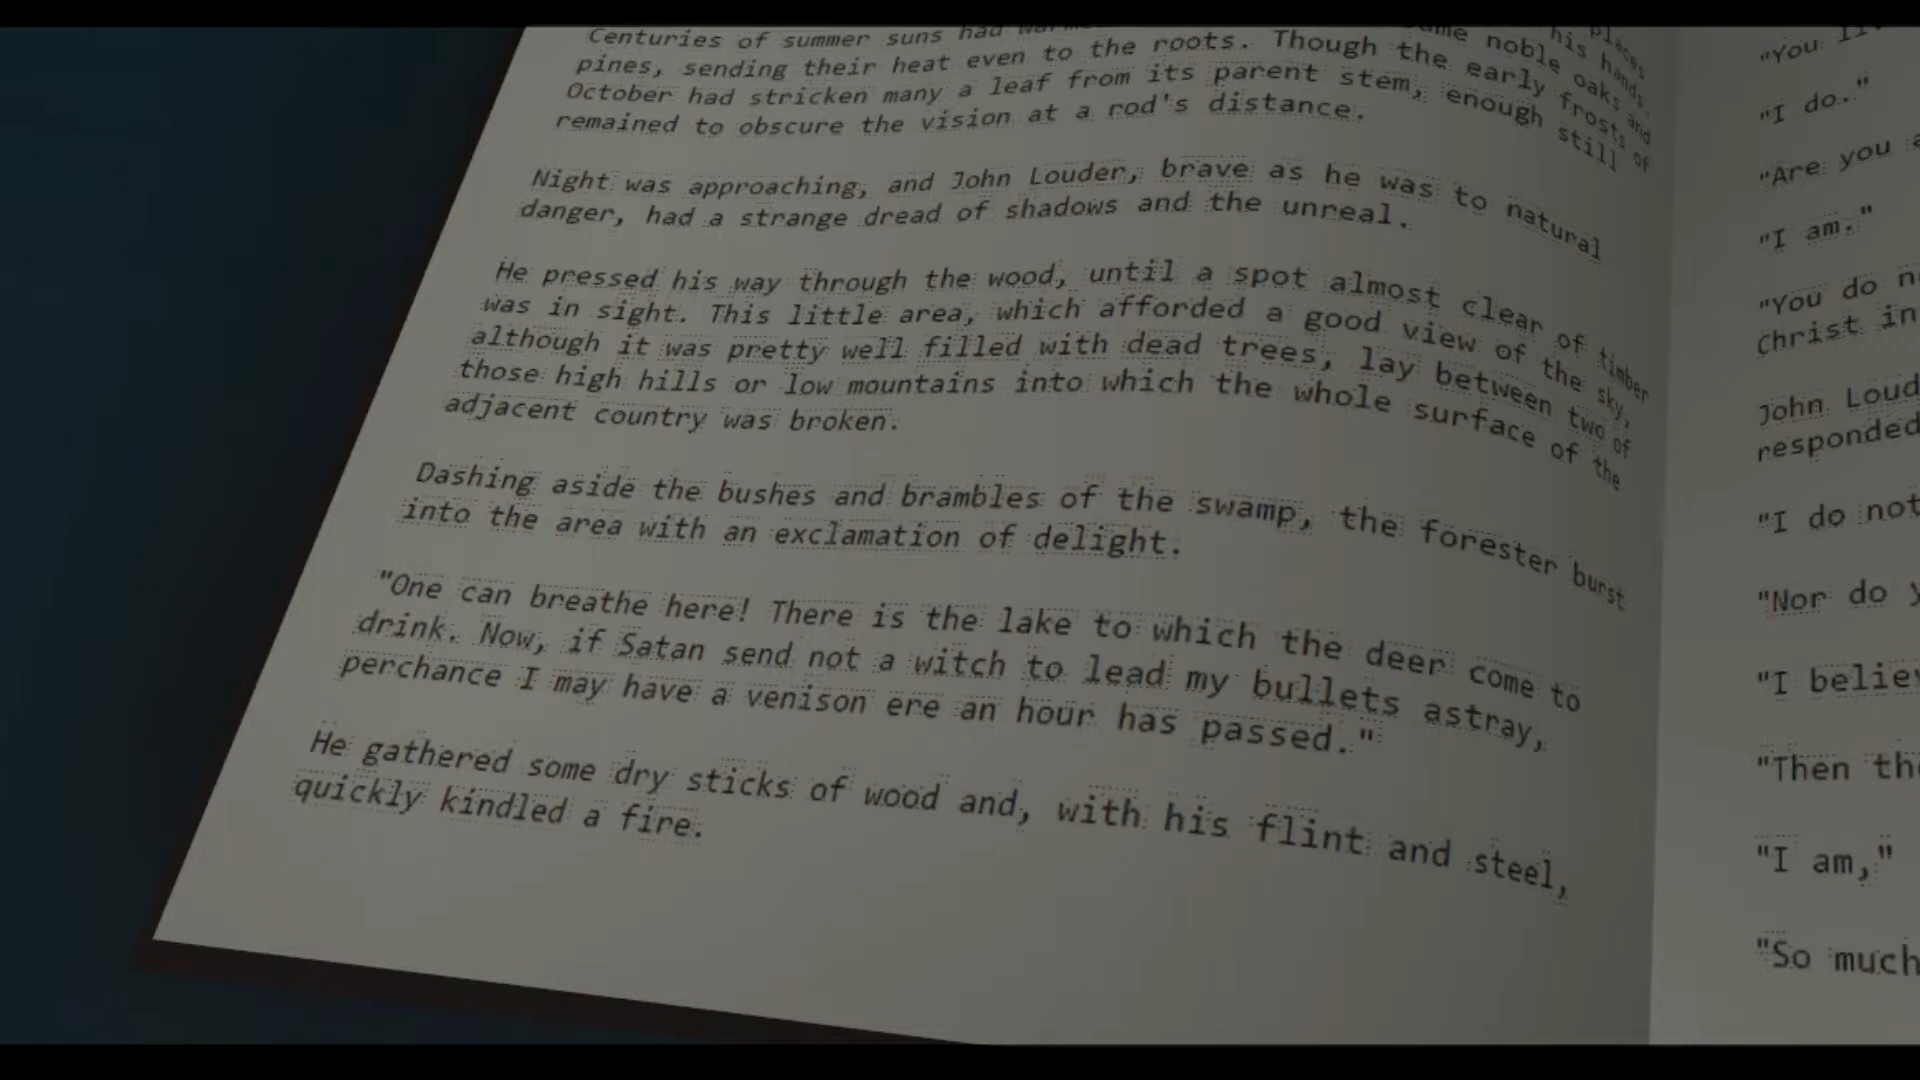 places
his hands.
Centuries of summer suns had some noble oaks and
pines, sending their heat even to the roots. Though the early frosts of
October had stricken many a leaf from its parent stem, enough still
remained to obscure the vision at a rod's distance.
Night was approaching, and John Louder, brave as he was to natural
danger, had a strange dread of shadows and the unreal.
He pressed his way through the wood, until a spot almost clear of timber
was in sight. This little area, which afforded a good view of the sky,
although it was pretty well filled with dead trees, lay between two of
those high hills or low mountains into which the whole surface of the
adjacent country was broken.
Dashing aside the bushes and brambles of the swamp, the forester burst
into the area with an exclamation of delight.
"One can breathe here! There is the lake to which the deer come to
drink. Now, if Satan send not a witch to lead my bullets astray,
perchance I may have a venison ere an hour has passed."
He gathered some dry sticks of wood and, with his flint and steel,
quickly kindled a fire.
"You
"I do."
"Are you
"I am."
"You do
Christ in
John
responded
"I do not
"Nor do
"I
"Then
"I am,"
"So much